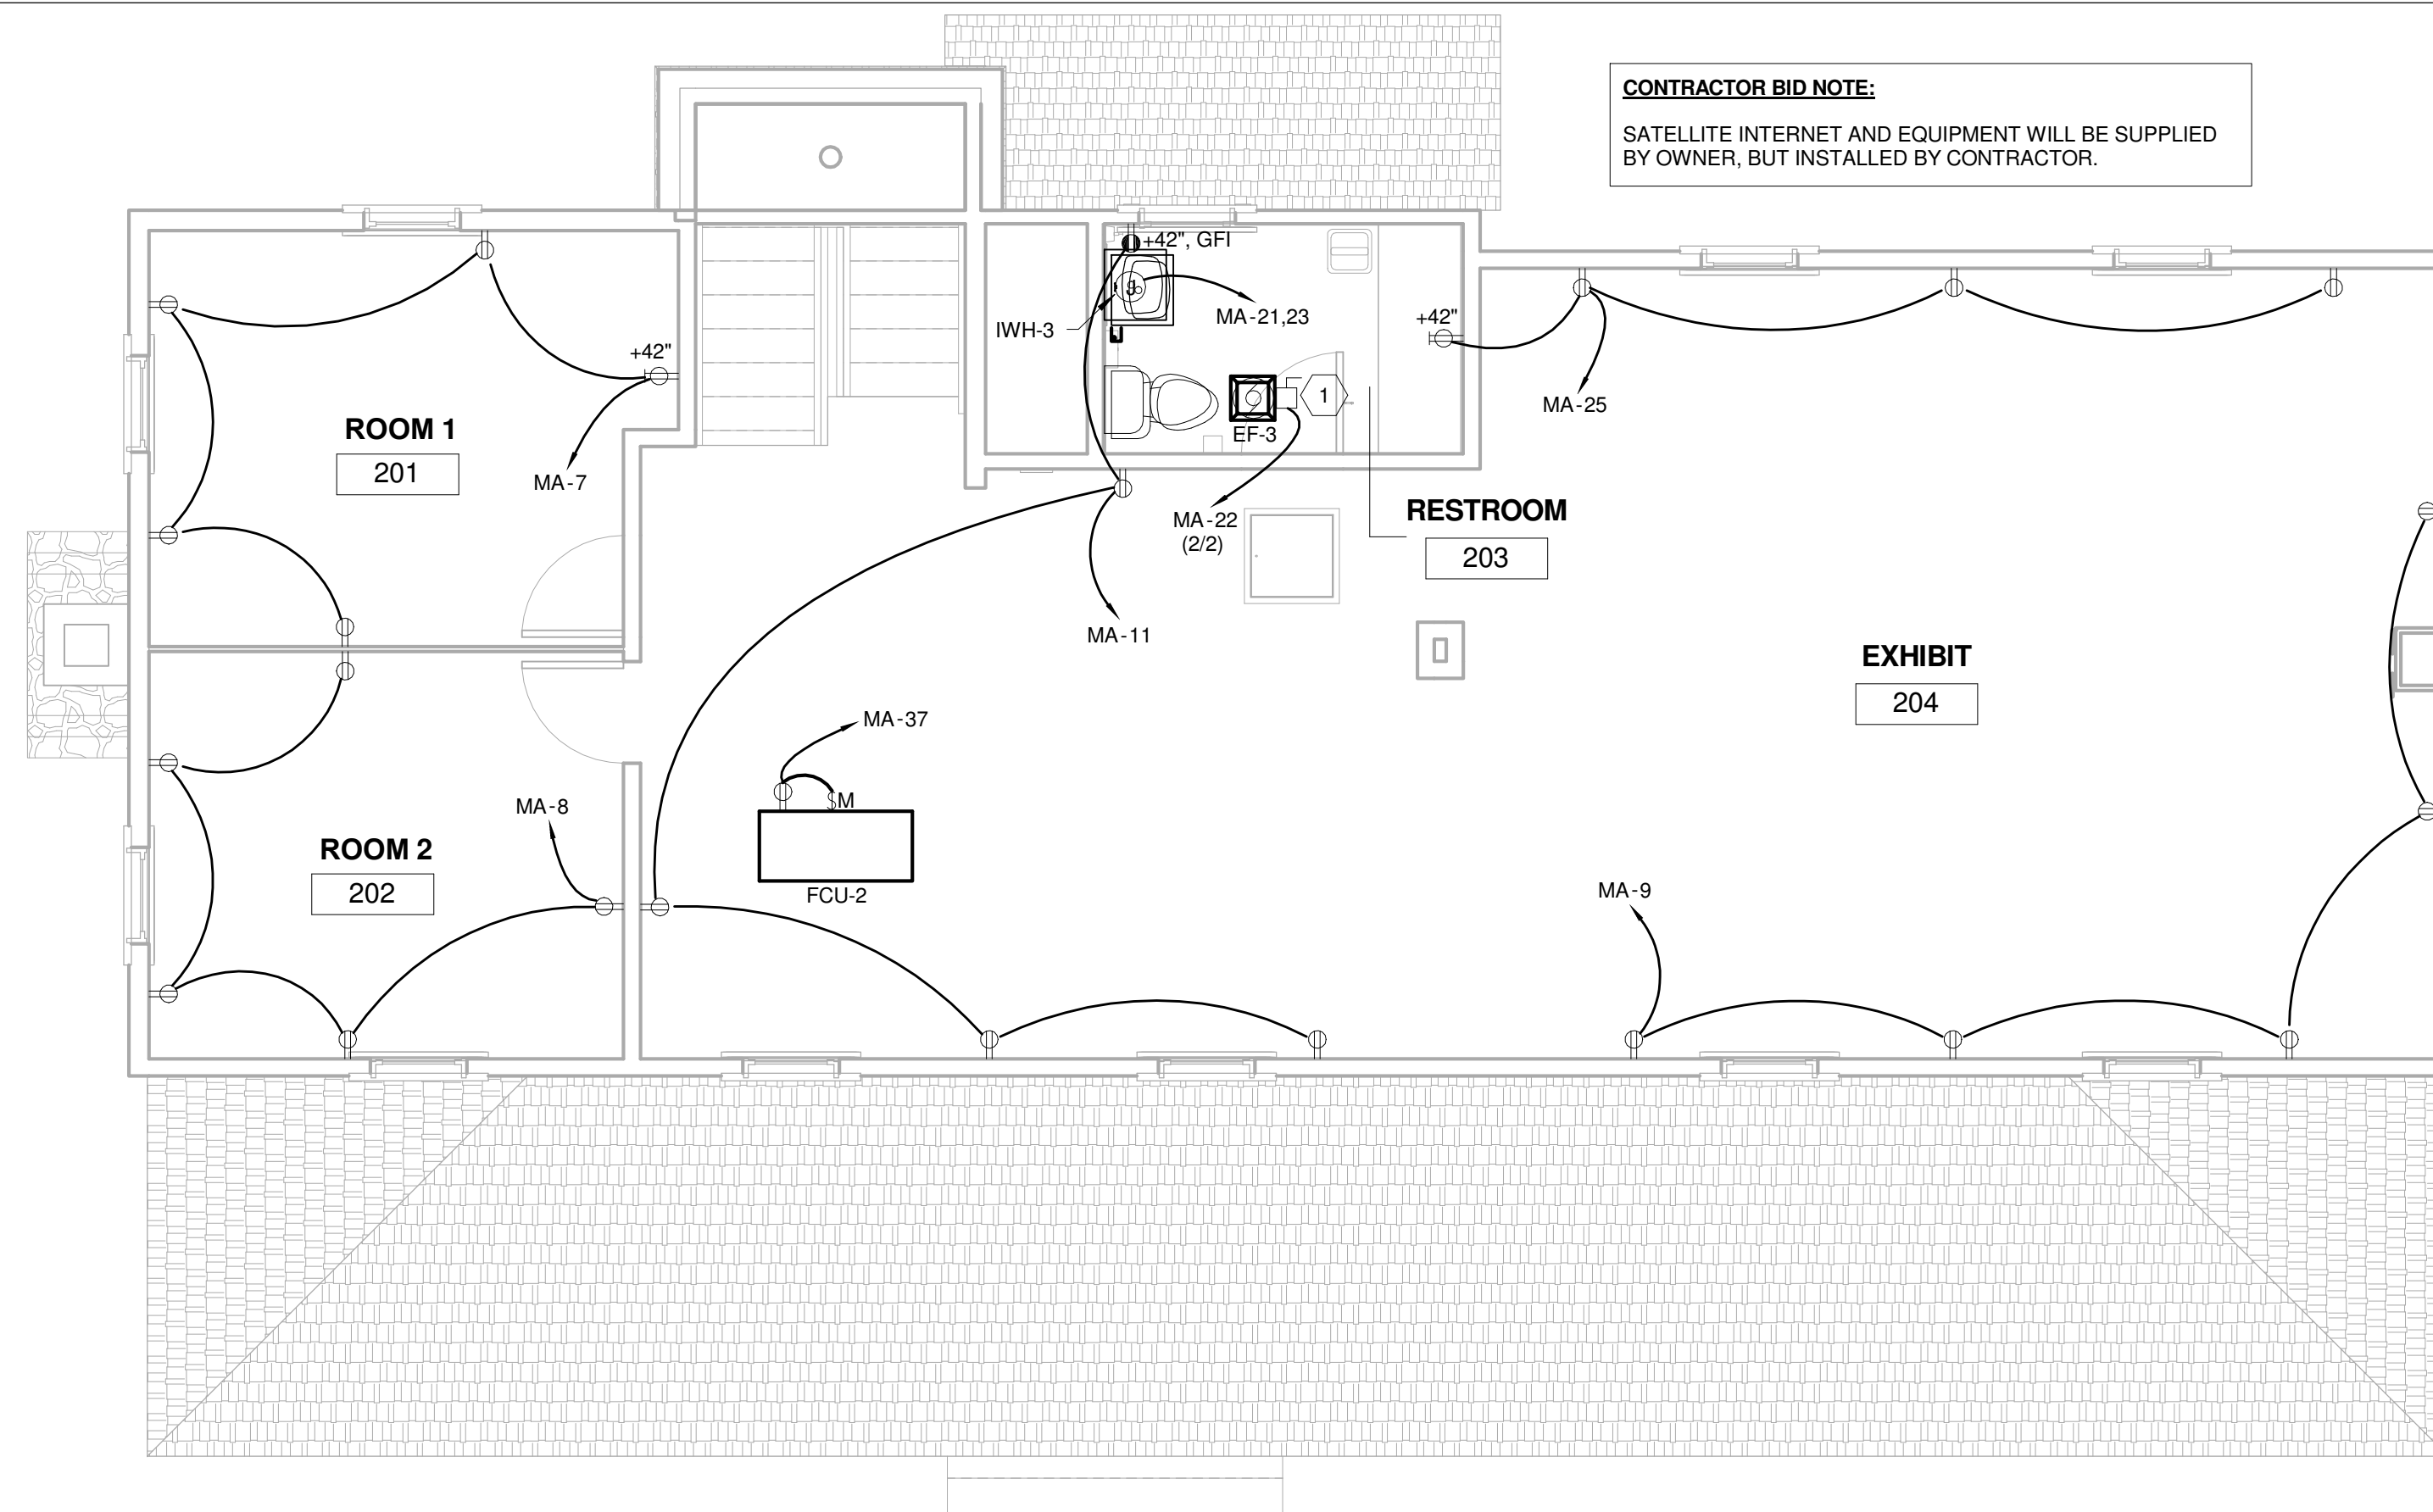 CONTRACTOR BID NOTE:
SATELLITE INTERNET AND EQUIPMENT WILL BE SUPPLIED
BY OWNER, BUT INSTALLED BY CONTRACTOR.
+42", GFI
IWH-3
MA-21,23
+42"
+42"
MA-25
1
EF-3
ROOM 1
201
MA-7
MA-22
(2/2)
RESTROOM
203
MA-11
EXHIBIT
204
MA-37
$M
FCU-2
MA-8
ROOM 2
202
MA-9